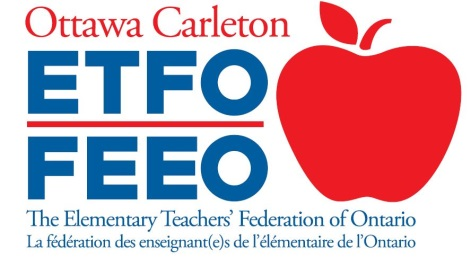 Ottawa Carleton
ETFO
FEEO
The Elementary Teachers' Federation of Ontario
La fédération des enseignant(e)s de l'élémentaire de l'Ontario